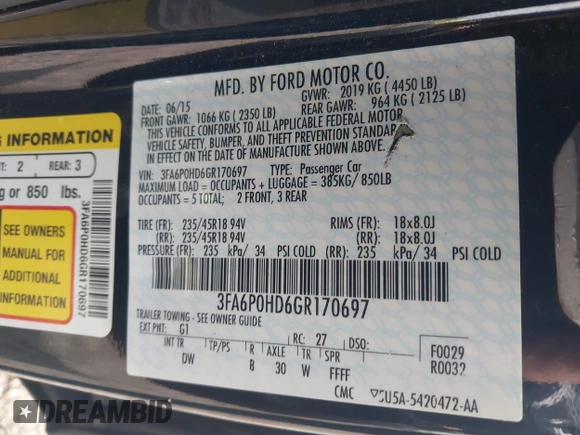 MFD. BY FORD MOTOR CO.
DATE: 06/15
GVWR: 2019 KG ( 4450 LB)
FRONT GAWR: 1066 KG ( 2350 LB)
REAR GAWR: 964 KG ( 2125 LB)
THIS VEHICLE CONFORMS TO ALL APPLICABLE FEDERAL MOTOR
VEHICLE SAFETY, BUMPER, AND THEFT PREVENTION STANDA
IN EFFECT ON THE DATE OF MANUFACTURE SHOWN ABOVE.
VIN: 3FA6P0HD6GR170697
TYPE: Passenger Car
MAXIMUM LOAD = OCCUPANTS + LUGGAGE = 385KG/ 850LB
OCCUPANTS = 5 TOTAL; 2 FRONT, 3 REAR
TIRE (FR): 235/45R18 94V
RIMS (FR): 18x8.0J
(RR): 235/45R18 94V
(RR): 18x8.0J
PRESSURE (FR): 235 kPa/ 34 PSI COLD
(RR): 235 kPa/ 34 PSI COLD
3FA6P0HD6GR170697
TRAILER TOWING - SEE OWNER GUIDE
EXT PNT: G1
RC: 27
DSO:
F0029
R0032
INT TR
TP/PS
R
AXLE
TR
SPR
DW
B
30
W
FFFF
CMC
5U5A-5420472-AA
G INFORMATION
T: 2
REAR: 3
g or 850 lbs.
SEE OWNERS
MANUAL FOR
ADDITIONAL
INFORMATION
3FA6P0HD6GR170697
AUTOBIDMASTER
DREAMBID